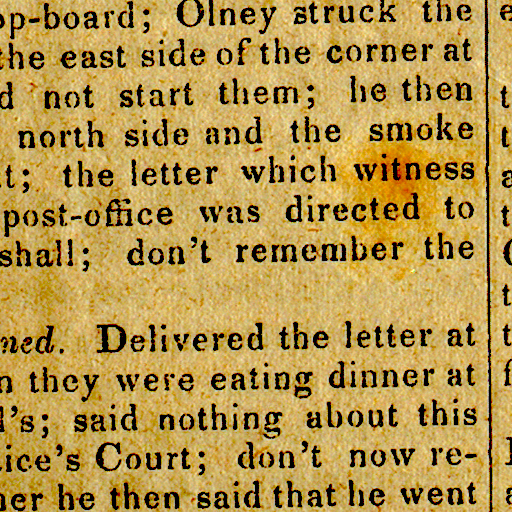 op-board; Olney struck the
the east side of the corner at
d not start them; he then
north side and the smoke
t; the letter which witness
post-office was directed to
shall; don't remember the
ned. Delivered the letter at
n they were eating dinner at
l's; said nothing about this
ice's Court; don't now re-
her he then said that he went